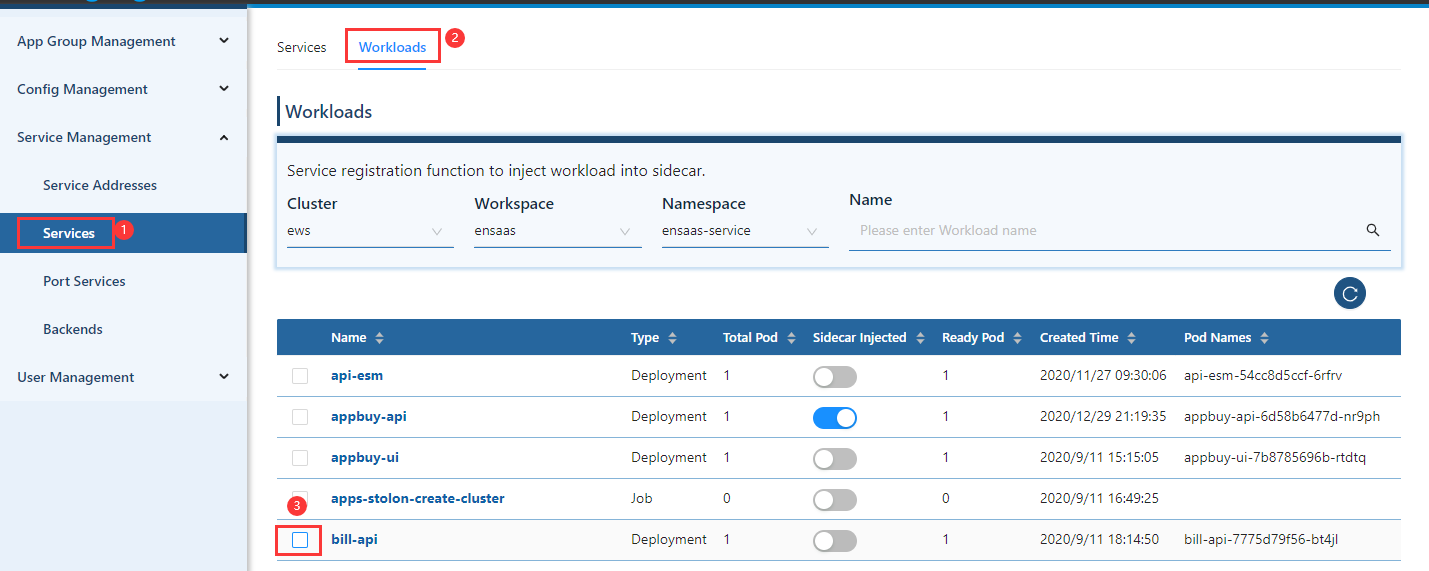 App Group Management
Config Management
Service Management
Service Addresses
Services 1
Port Services
Backends
User Management
Services Workloads 2
Workloads
Service registration function to inject workload into sidecar.
Cluster Workspace Namespace Name
ews ensaas ensaas-service Please enter Workload name
Name Type Total Pod Sidecar Injected Ready Pod Created Time Pod Names
api-esm Deployment 1 1 2020/11/27 09:30:06 api-esm-54cc8d5ccf-6rfrv
appbuy-api Deployment 1 1 2020/12/29 21:19:35 appbuy-api-6d58b6477d-nr9ph
appbuy-ui Deployment 1 1 2020/9/11 15:15:05 appbuy-ui-7b8785696b-rtdtq
apps-stolon-create-cluster Job 0 0 2020/9/11 16:49:25
3
bill-api Deployment 1 1 2020/9/11 18:14:50 bill-api-7775d79f56-bt4jl